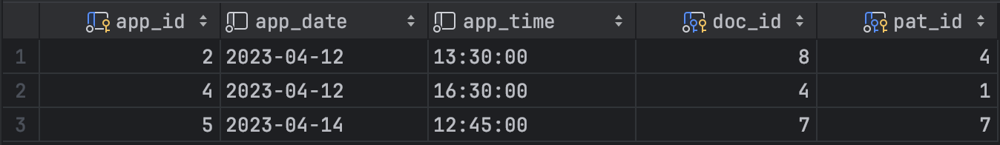 app_id app_date app_time doc_id pat_id
1 2 2023-04-12 13:30:00 8 4
2 4 2023-04-12 16:30:00 4 1
3 5 2023-04-14 12:45:00 7 7